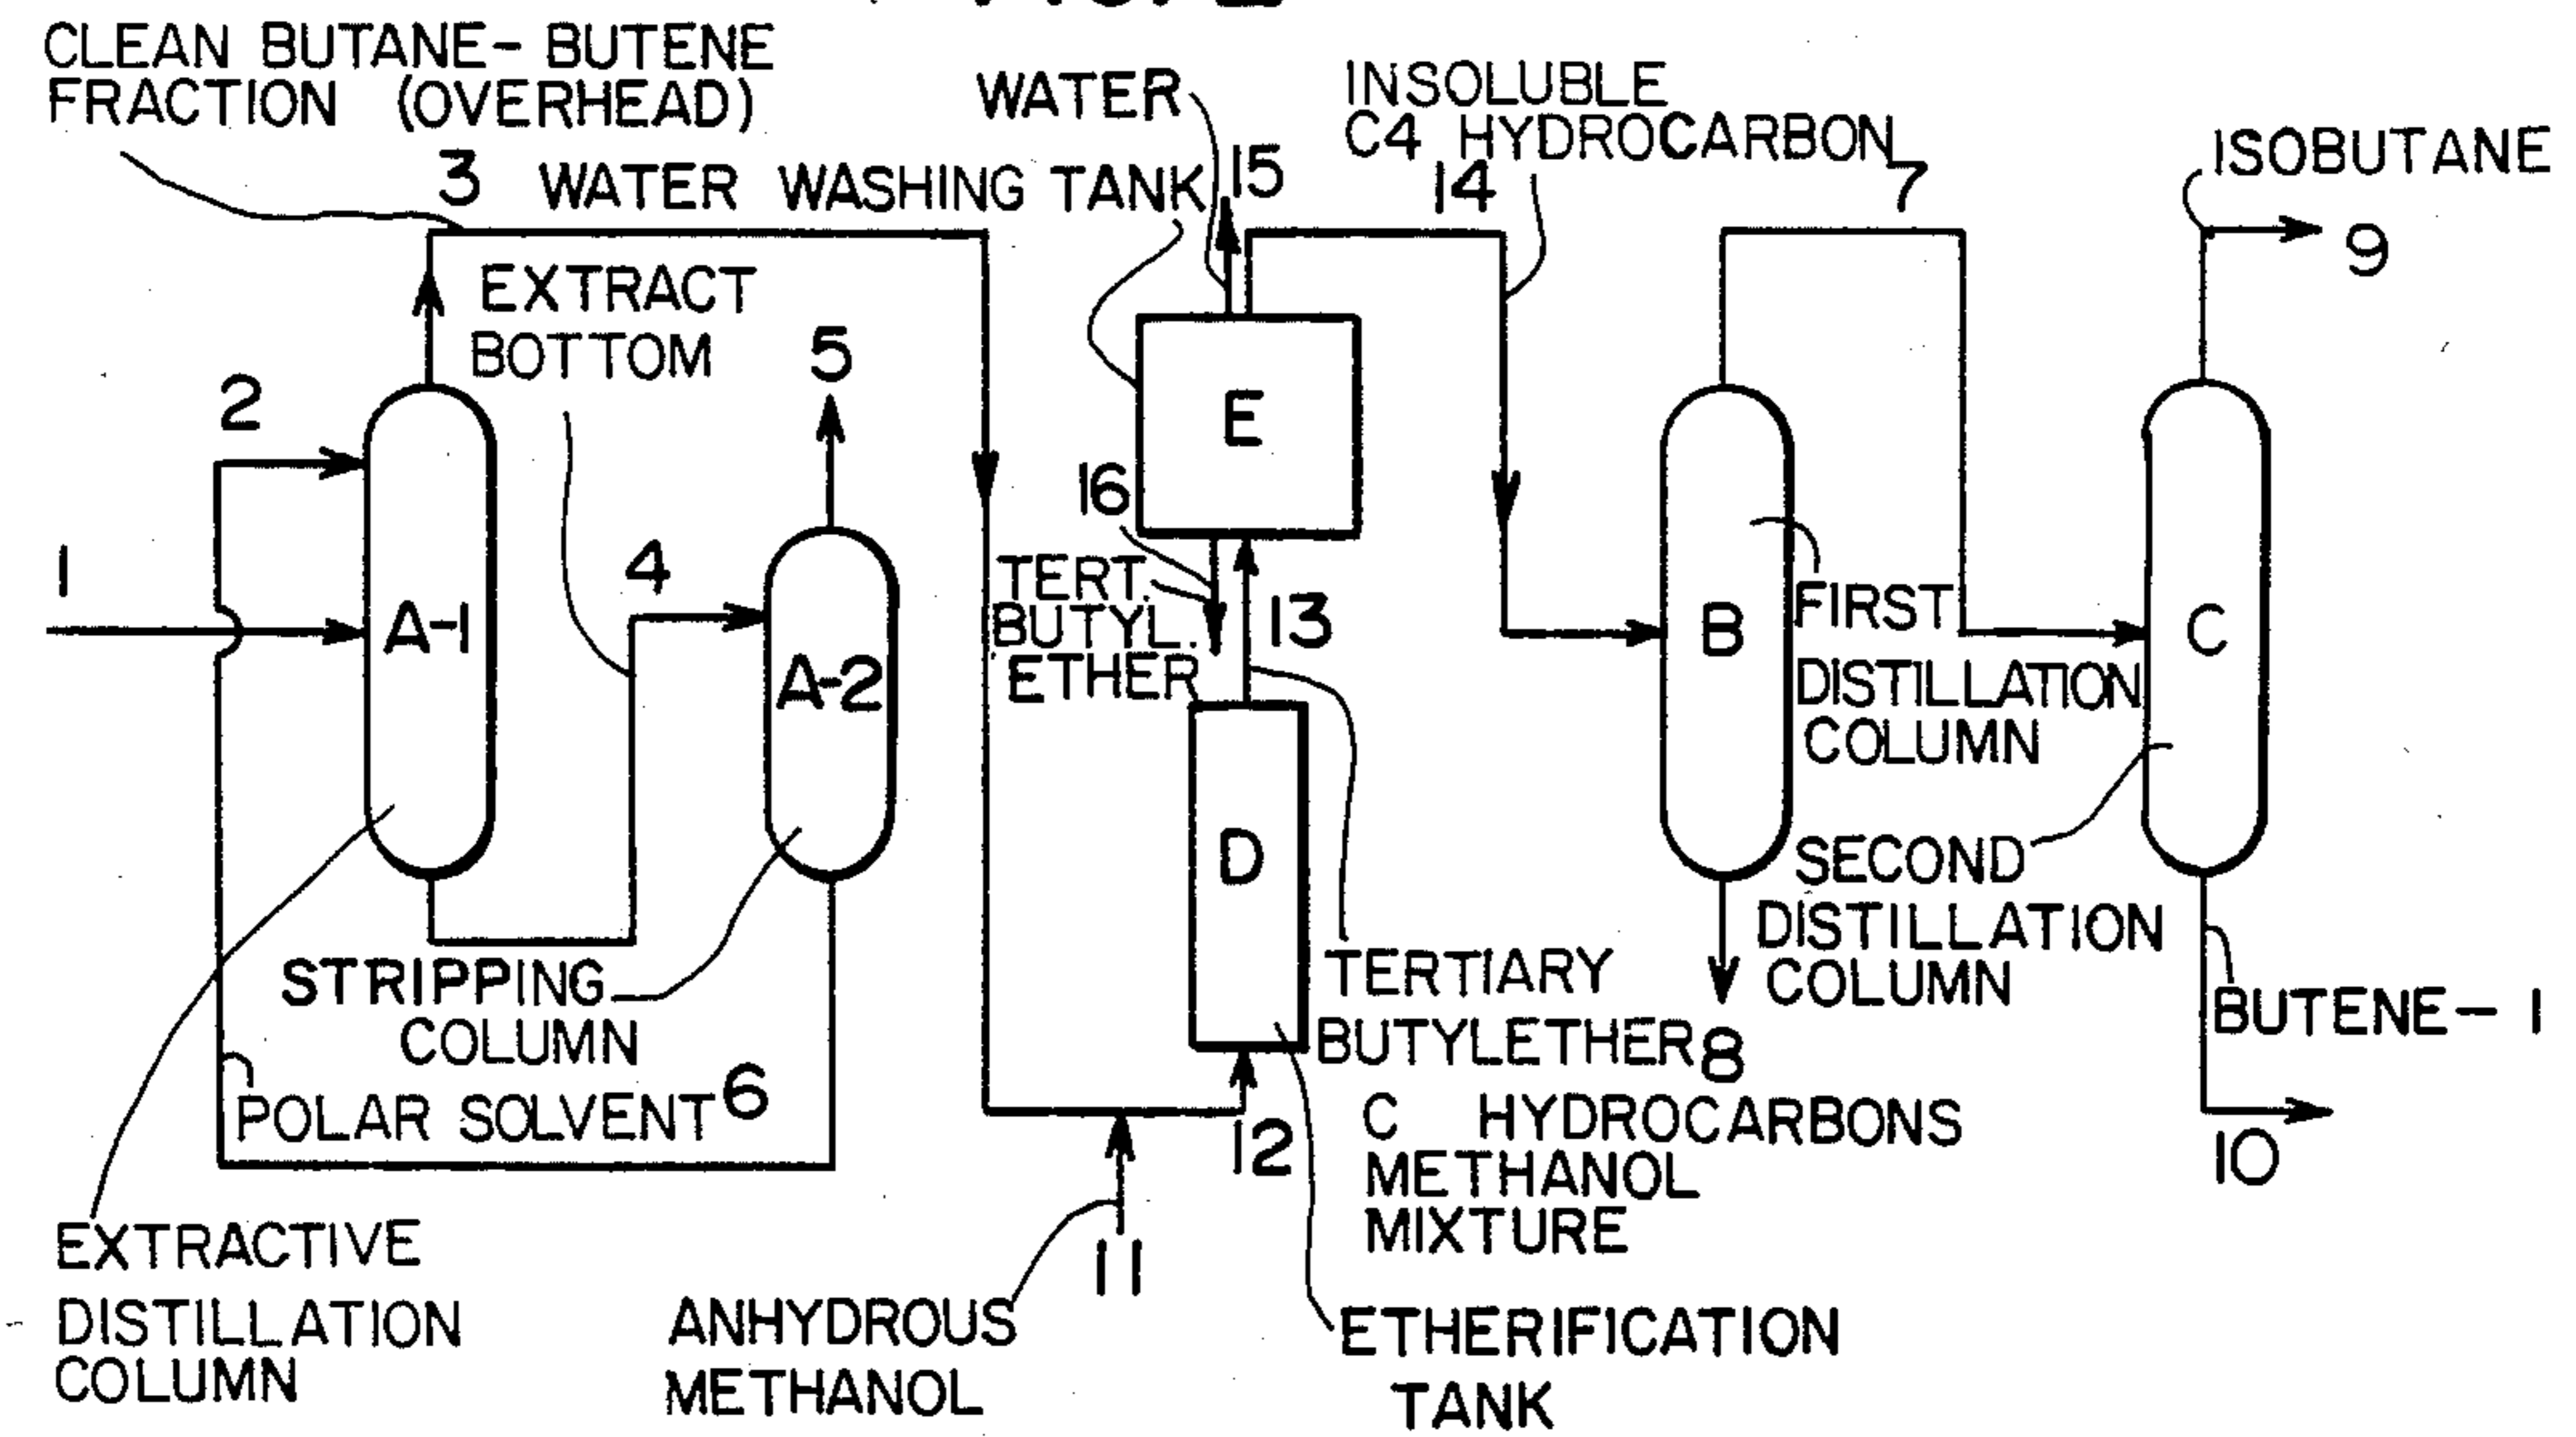 CLEAN BUTANE-BUTENE
FRACTION (OVERHEAD)
3
WATER WASHING TANK
WATER
15
INSOLUBLE
C4 HYDROCARBON
14
7
ISOBUTANE
9
EXTRACT
BOTTOM
2
5
E
1
A-1
4
A-2
16
TERT.
BUTYL.
ETHER
13
B
FIRST
DISTILLATION
COLUMN
C
D
SECOND
DISTILLATION
COLUMN
STRIPPING
COLUMN
POLAR SOLVENT
6
TERTIARY
BUTYLETHER
8
C HYDROCARBONS
METHANOL
MIXTURE
BUTENE-1
10
12
11
EXTRACTIVE
DISTILLATION
COLUMN
ANHYDROUS
METHANOL
ETHERIFICATION
TANK